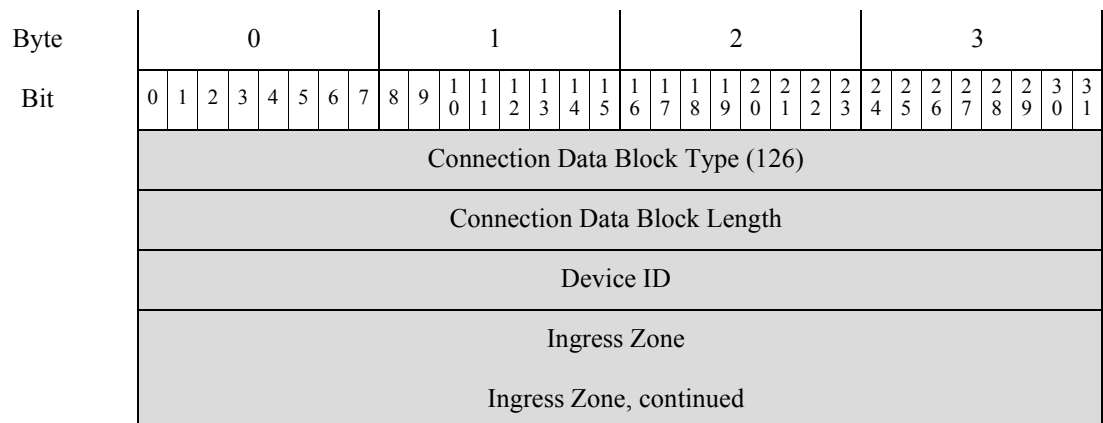 Byte 0 1 2 3
Bit 0 1 2 3 4 5 6 7 8 9 10 11 12 13 14 15 16 17 18 19 20 21 22 23 24 25 26 27 28 29 30 31
Connection Data Block Type (126)
Connection Data Block Length
Device ID
Ingress Zone
Ingress Zone, continued